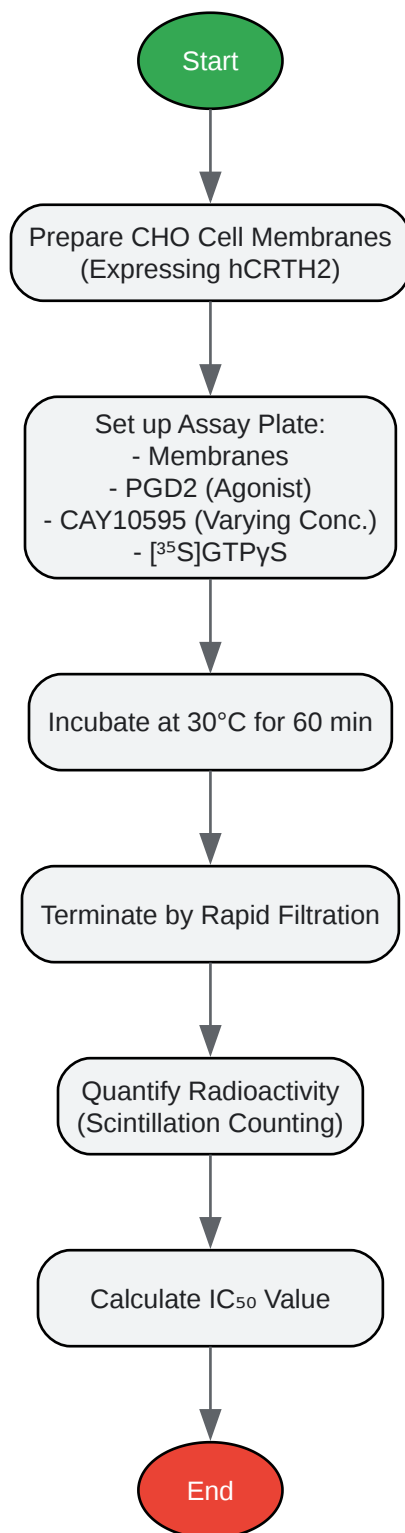 Start
Prepare CHO Cell Membranes
(Expressing hCRTH2)
Set up Assay Plate:
- Membranes
- PGD2 (Agonist)
- CAY10595 (Varying Conc.)
- [³⁵S]GTPγS
Incubate at 30°C for 60 min
Terminate by Rapid Filtration
Quantify Radioactivity
(Scintillation Counting)
Calculate IC₅₀ Value
End